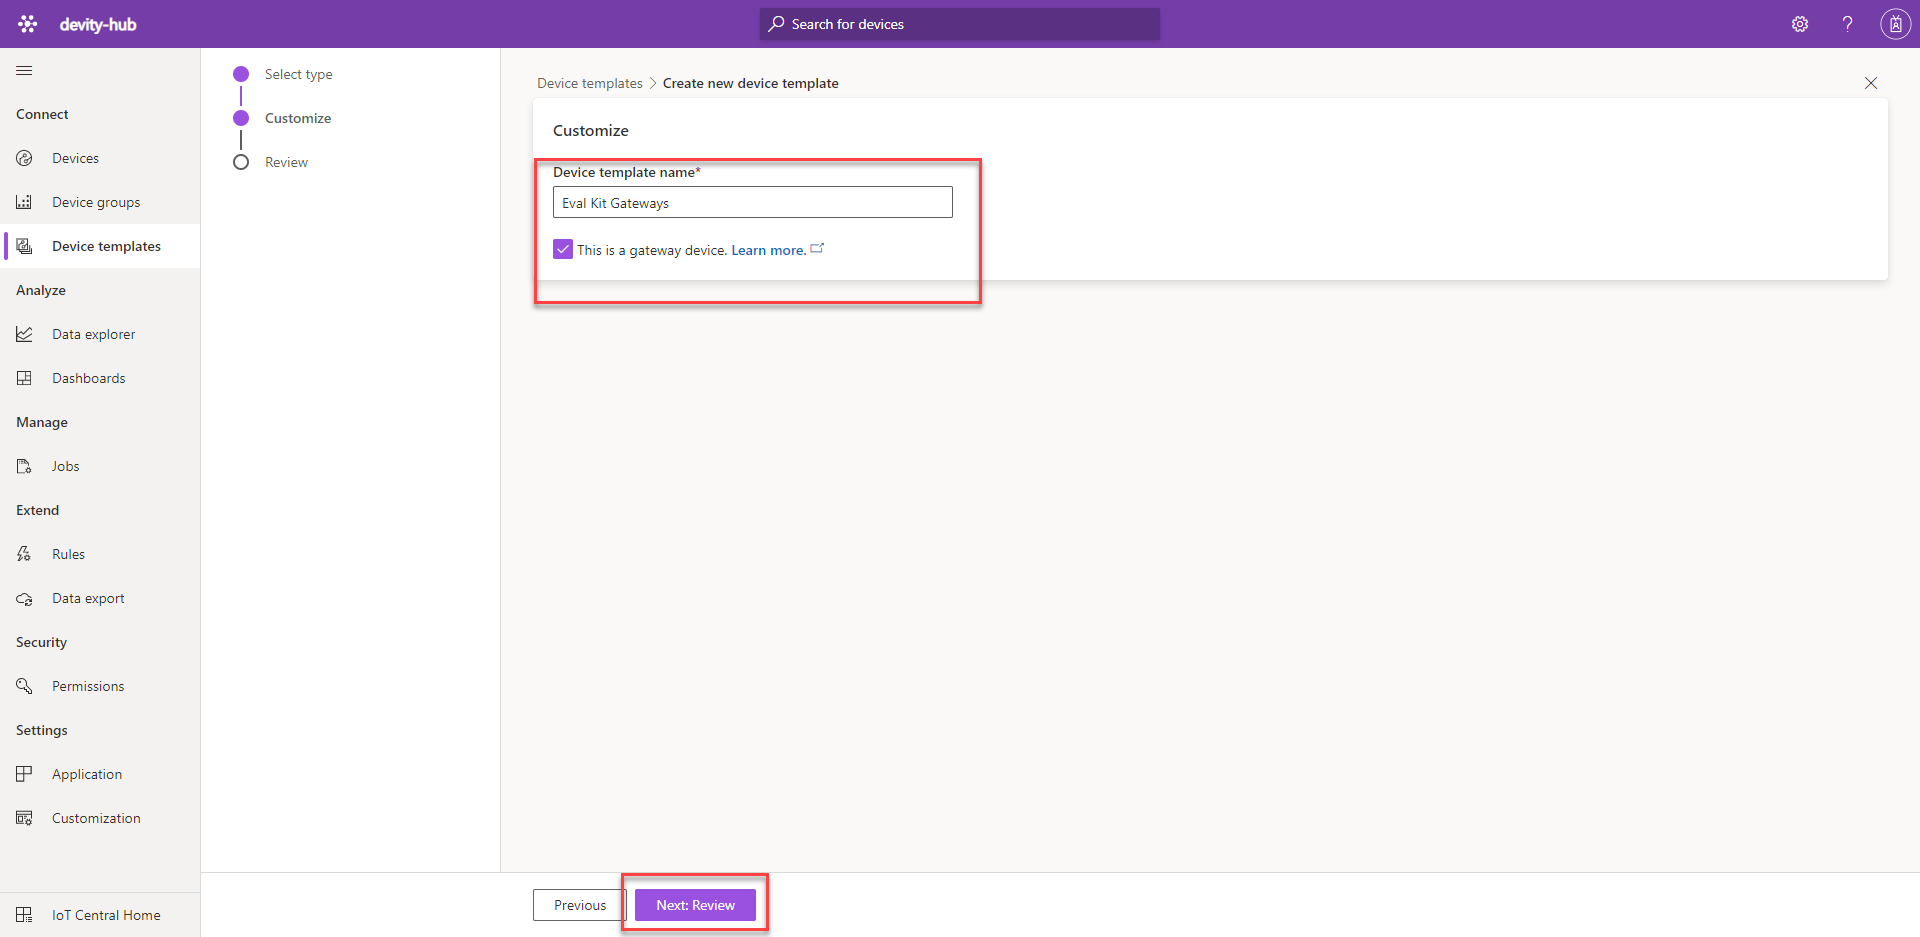 devity-hub
Search for devices
Connect
Devices
Device groups
Device templates
Analyze
Data explorer
Dashboards
Manage
Jobs
Extend
Rules
Data export
Security
Permissions
Settings
Application
Customization
IoT Central Home
Select type
Customize
Review
Device templates > Create new device template
Customize
Device template name*
Eval Kit Gateways
This is a gateway device. Learn more.
Previous
Next: Review